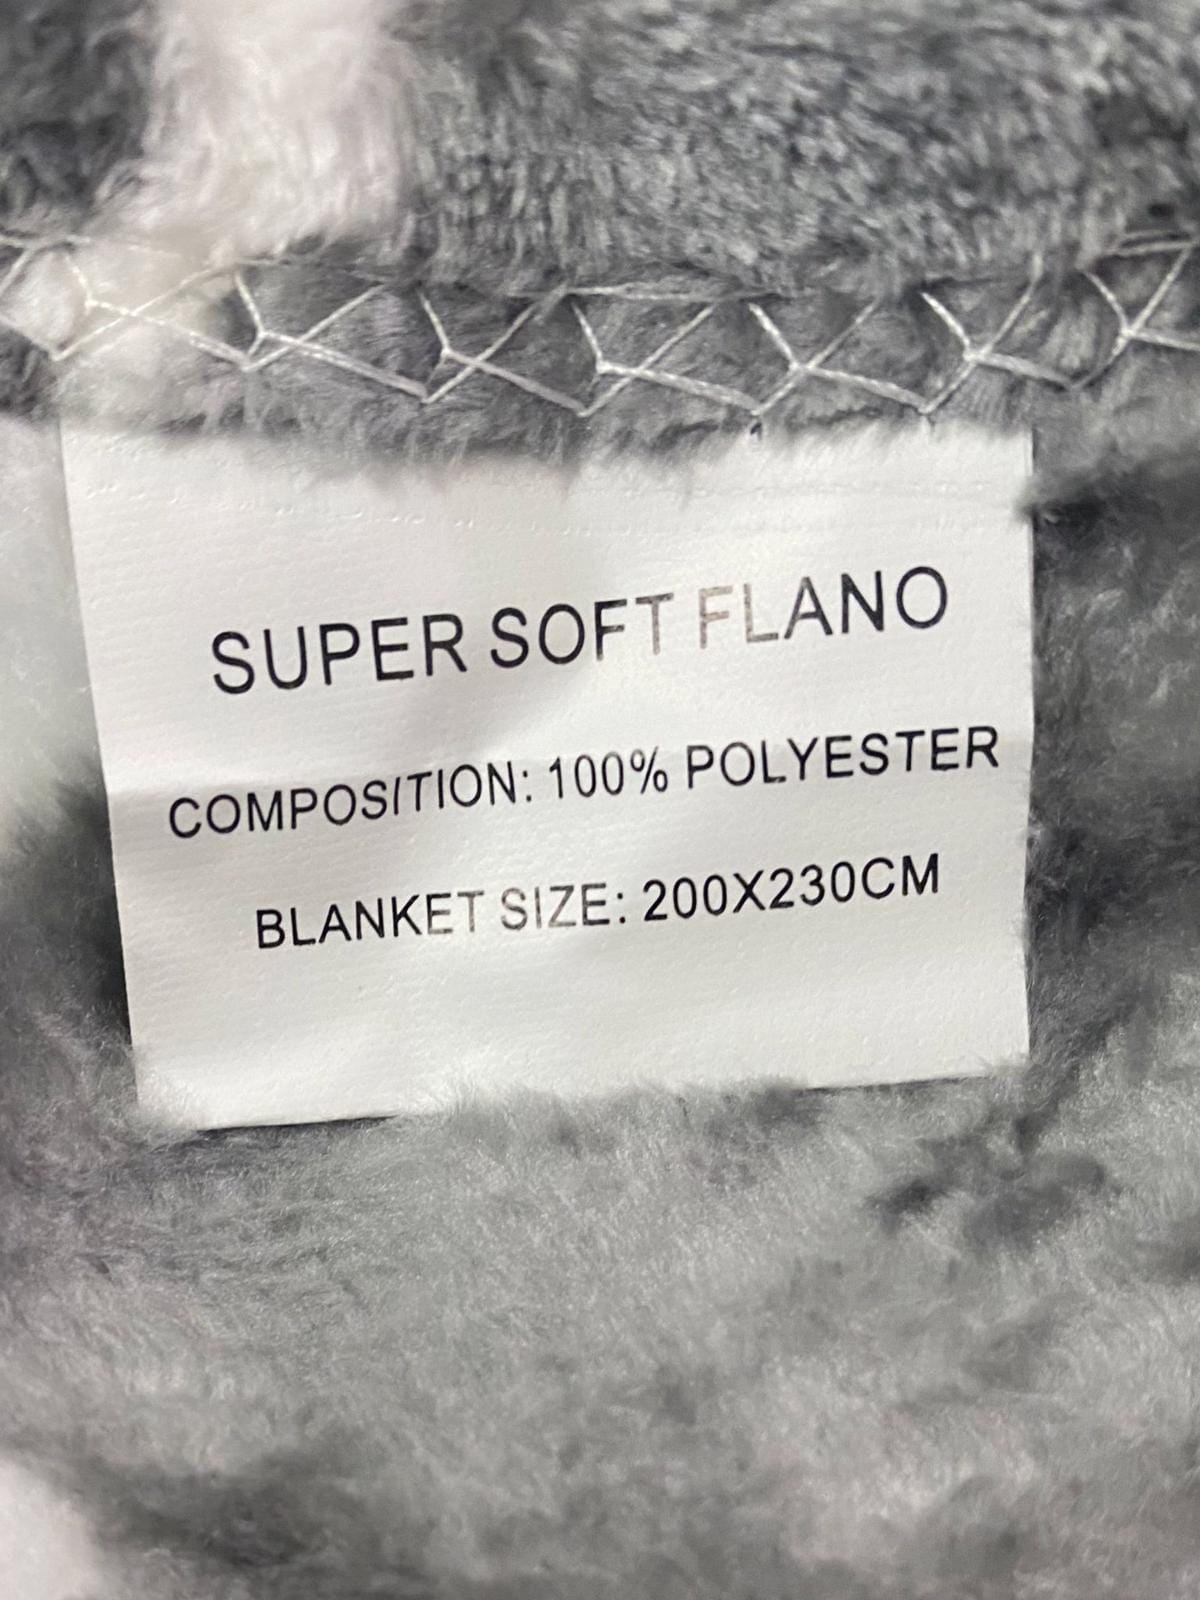 SUPER SOFT FLANO
COMPOSITION: 100% POLYESTER
BLANKET SIZE: 200X230CM